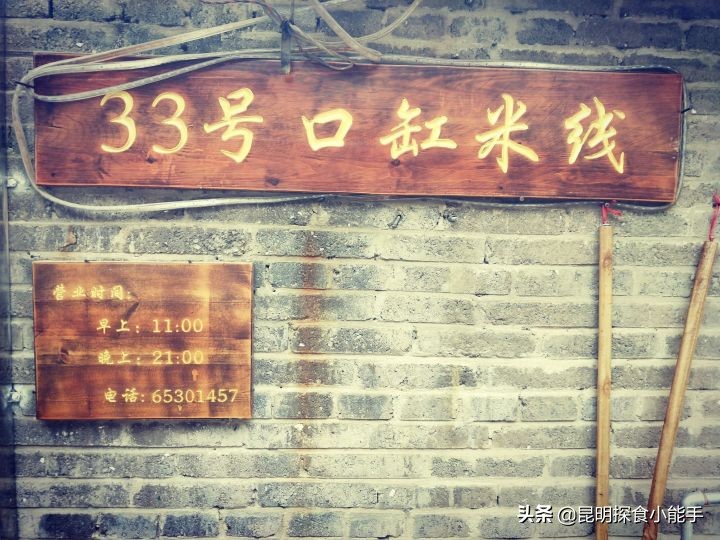 33号口缸米线
营业时间:
早上:11:00
晚上:21:00
电话:65301457
头条 @昆明探食小能手